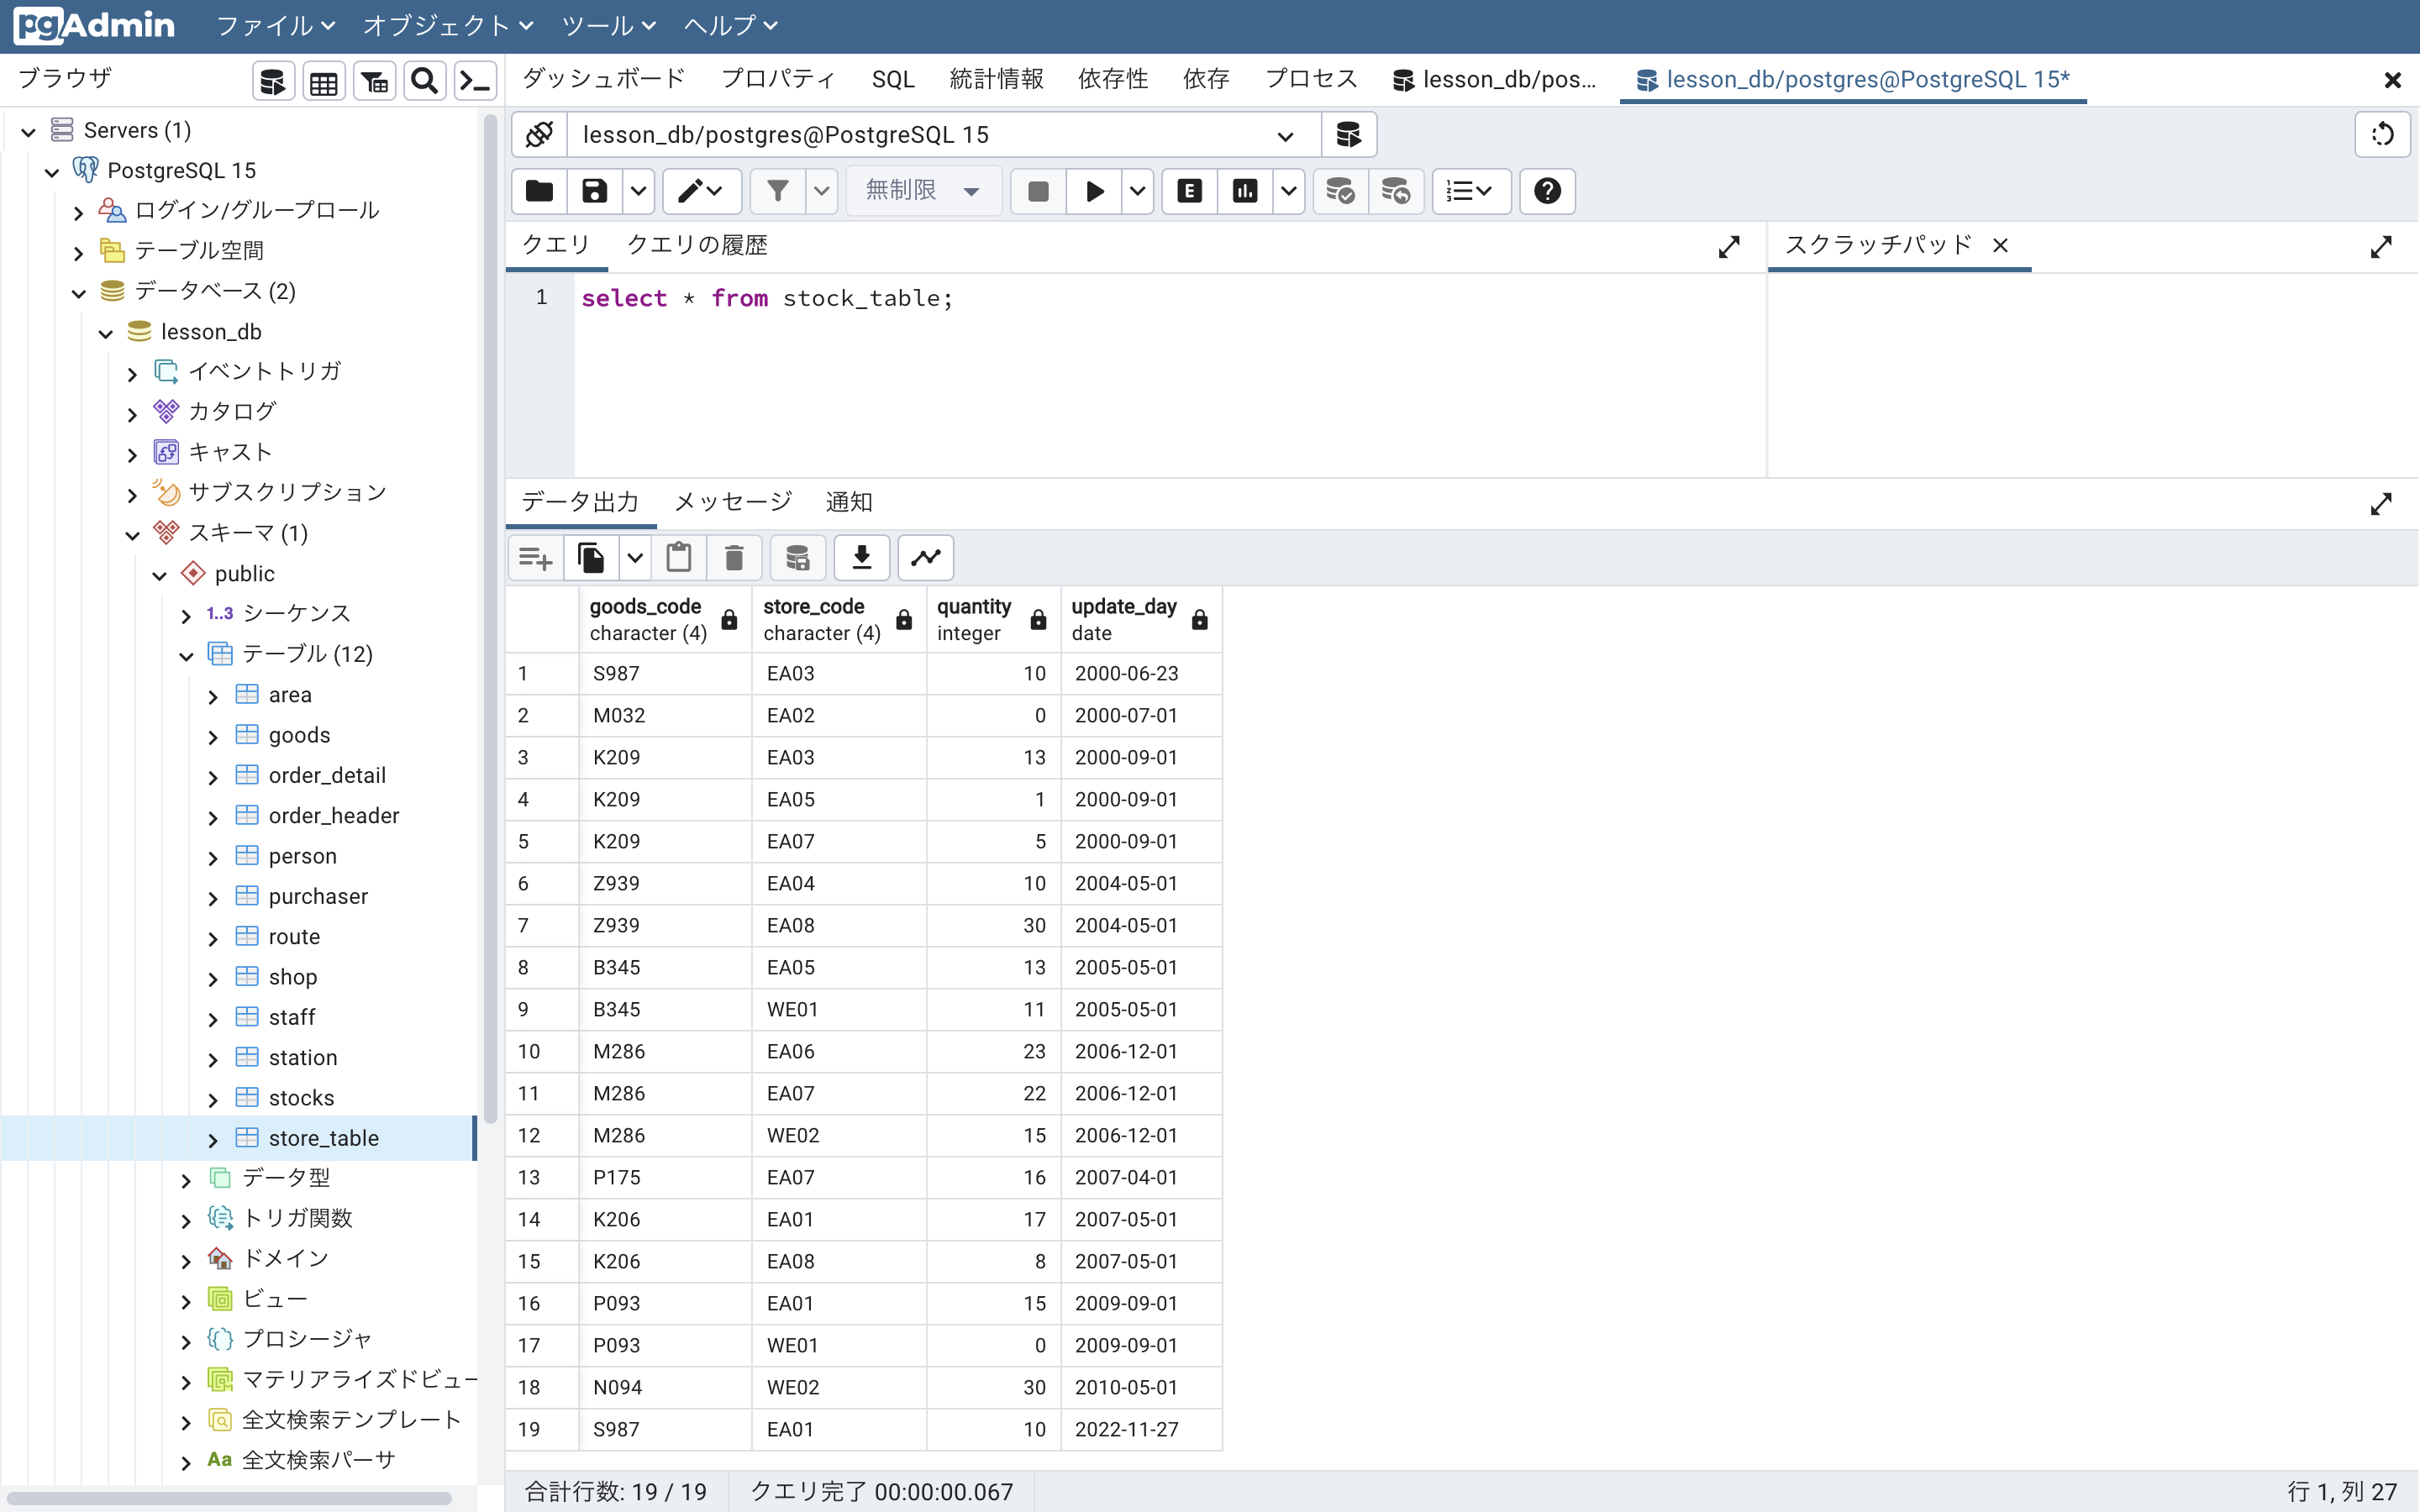 pgAdmin ファイル オブジェクト ツール ヘルプ
ブラウザ
ダッシュボード プロパティ SQL 統計情報 依存性 依存 プロセス lesson_db/pos... lesson_db/postgres@PostgreSQL 15*
Servers (1)
PostgreSQL 15
ログイン/グループロール
テーブル空間
データベース (2)
lesson_db
イベントトリガ
カタログ
キャスト
サブスクリプション
スキーマ (1)
public
1..3 シーケンス
テーブル (12)
area
goods
order_detail
order_header
person
purchaser
route
shop
staff
station
stocks
store_table
データ型
トリガ関数
ドメイン
ビュー
プロシージャ
マテリアライズドビュー
全文検索テンプレート
Aa 全文検索パーサ
lesson_db/postgres@PostgreSQL 15
無制限
E
クエリ クエリの履歴
スクラッチパッド
1 select * from stock_table;
データ出力 メッセージ 通知
goods_code store_code quantity update_day
character (4) character (4) integer date
1 S987 EA03 10 2000-06-23
2 M032 EA02 0 2000-07-01
3 K209 EA03 13 2000-09-01
4 K209 EA05 1 2000-09-01
5 K209 EA07 5 2000-09-01
6 Z939 EA04 10 2004-05-01
7 Z939 EA08 30 2004-05-01
8 B345 EA05 13 2005-05-01
9 B345 WE01 11 2005-05-01
10 M286 EA06 23 2006-12-01
11 M286 EA07 22 2006-12-01
12 M286 WE02 15 2006-12-01
13 P175 EA07 16 2007-04-01
14 K206 EA01 17 2007-05-01
15 K206 EA08 8 2007-05-01
16 P093 EA01 15 2009-09-01
17 P093 WE01 0 2009-09-01
18 N094 WE02 30 2010-05-01
19 S987 EA01 10 2022-11-27
合計行数: 19 / 19 クエリ完了 00:00:00.067 行 1, 列 27